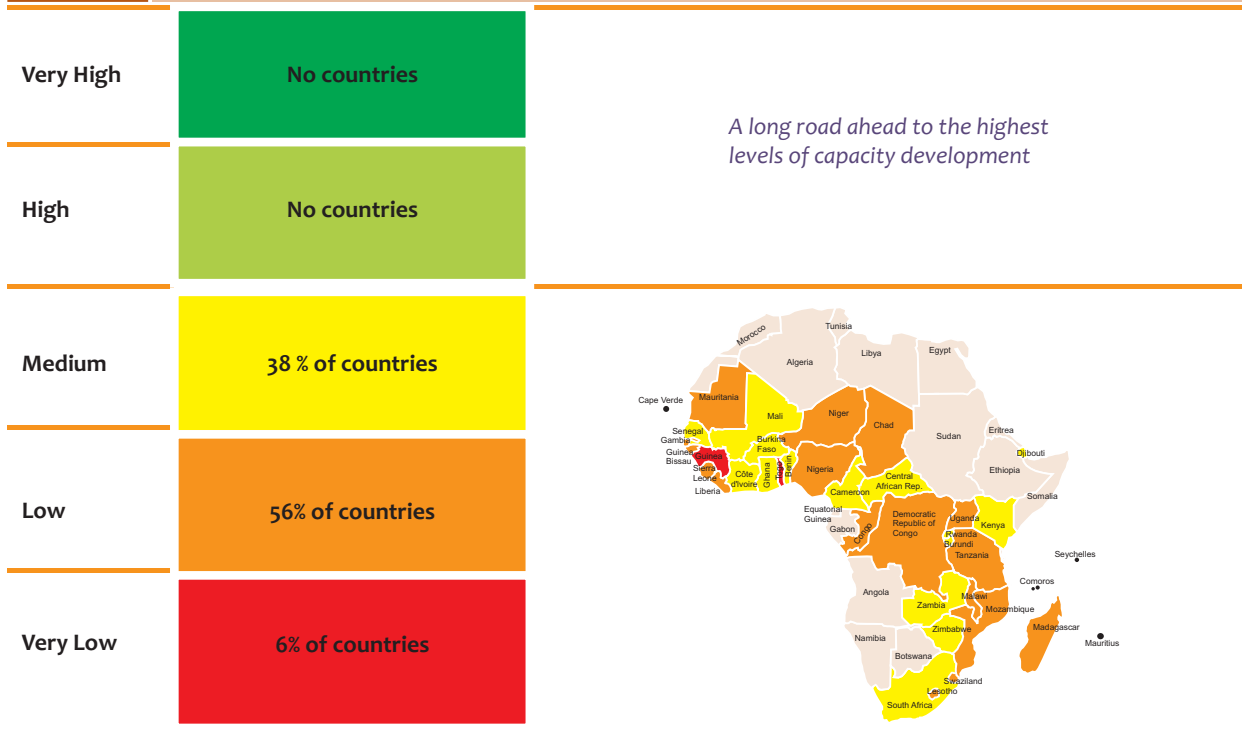 Very High
No countries
A long road ahead to the highest
levels of capacity development
High
No countries
Medium
38 % of countries
Low
56% of countries
Very Low
6% of countries
Morocco
Tunisia
Algeria
Libya
Egypt
Cape Verde
Mauritania
Mali
Niger
Chad
Sudan
Eritrea
Senegal
Gambia
Guinea
Bissau
Guinea
Burkina
Faso
Djibouti
Sierra
Leone
Liberia
Côte
d'Ivoire
Ghana
Togo
Benin
Nigeria
Cameroon
Central
African Rep.
Ethiopia
Somalia
Equatorial
Guinea
Gabon
Congo
Democratic
Republic of
Congo
Uganda
Kenya
Rwanda
Burundi
Tanzania
Seychelles
Comoros
Angola
Zambia
Malawi
Mozambique
Zimbabwe
Madagascar
Mauritius
Namibia
Botswana
Swaziland
Lesotho
South Africa